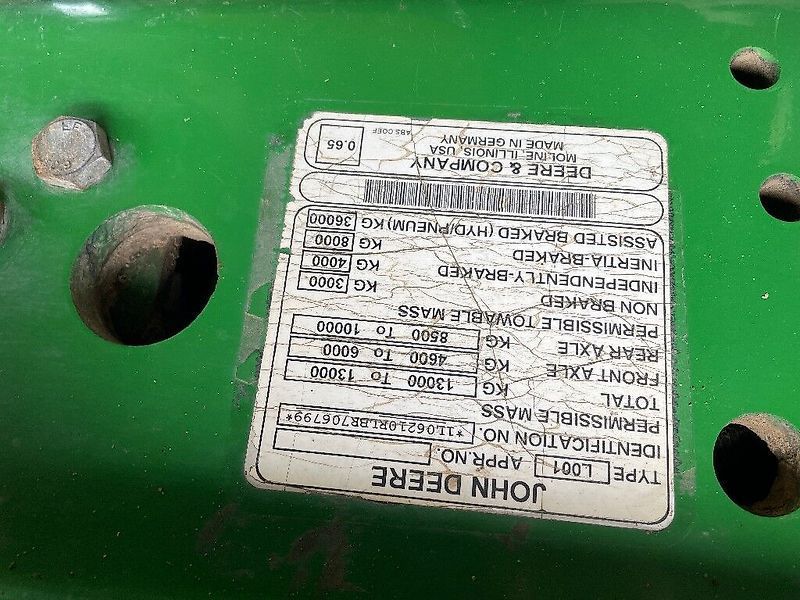 JOHN DEERE
TYPE L001 APPR.NO.
IDENTIFICATION NO. *1L06210RLBR706799*
PERMISSIBLE MASS
TOTAL KG 13000 To 13000
FRONT AXLE KG 4600 To 6000
REAR AXLE KG 8500 To 10000
PERMISSIBLE TOWABLE MASS
NON BRAKED KG 3000
INDEPENDENTLY-BRAKED KG 4000
INERTIA-BRAKED KG 8000
ASSISTED BRAKED (HYD/PNEUM) KG 36000
DEERE & COMPANY
MOLINE, ILLINOIS, USA
MADE IN GERMANY
0.65
ABS COEF